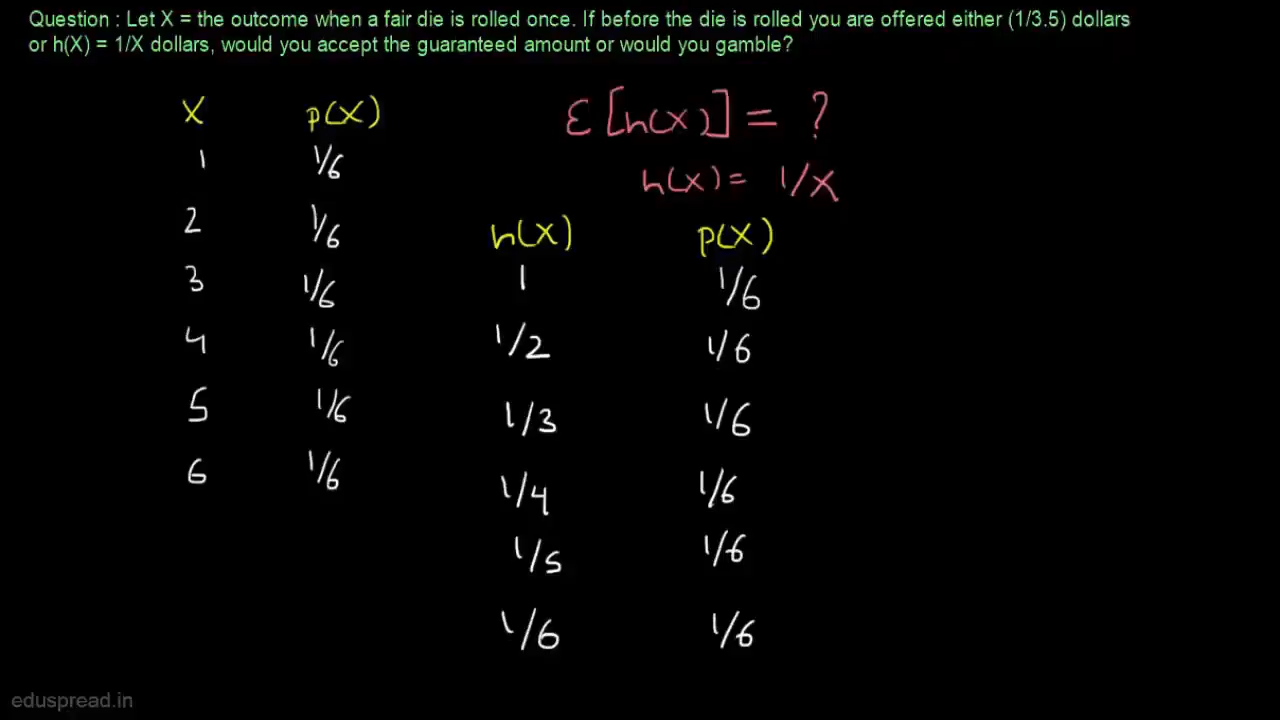 Question : Let X = the outcome when a fair die is rolled once. If before the die is rolled you are offered either (1/3.5) dollars
or h(X) = 1/X dollars, would you accept the guaranteed amount or would you gamble?
X p(X)
1 1/6
2 1/6
3 1/6
4 1/6
5 1/6
6 1/6
E[h(X)] = ?
h(X) = 1/X
h(X) p(X)
1 1/6
1/2 1/6
1/3 1/6
1/4 1/6
1/5 1/6
1/6 1/6
eduspread.in